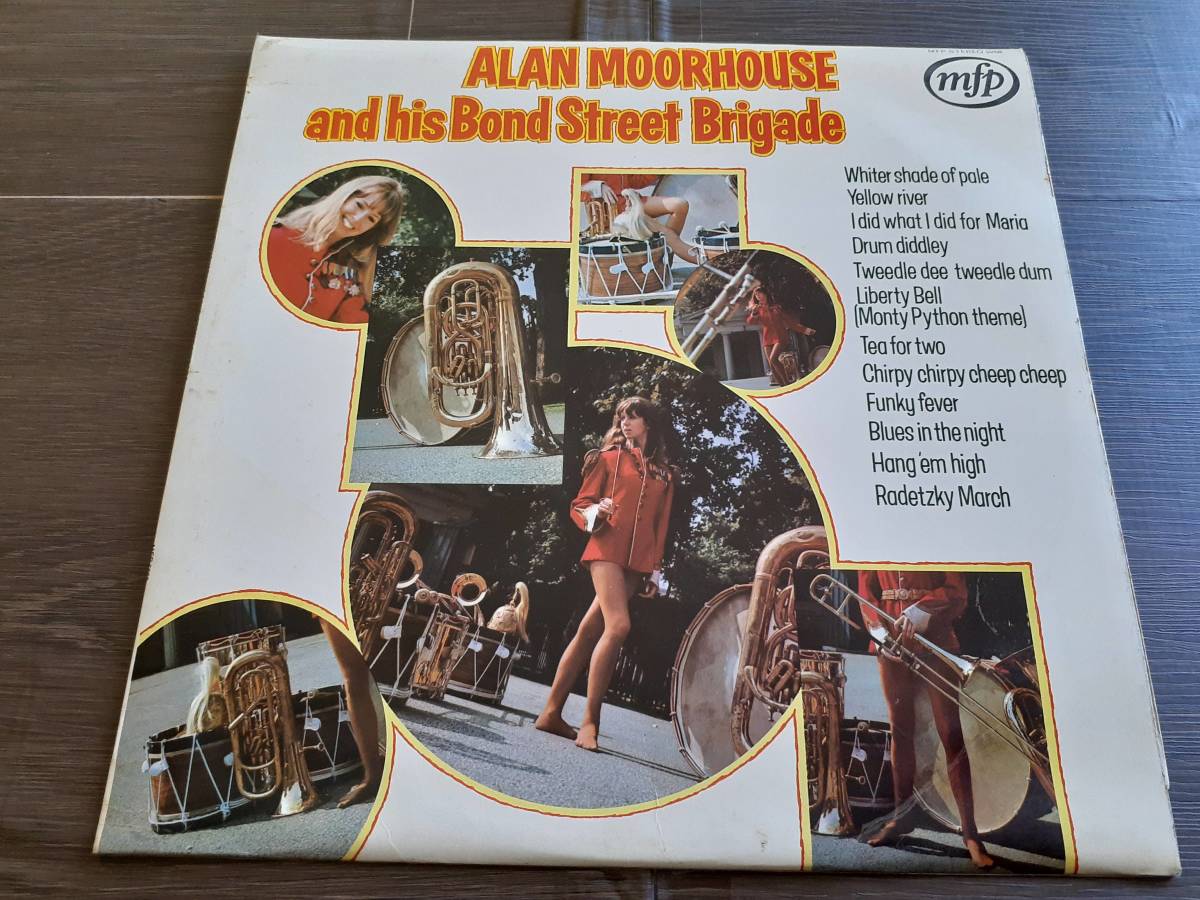 ALAN MOORHOUSE
and his Bond Street Brigade
mfp
Whiter shade of pale
Yellow river
I did what I did for Maria
Drum diddley
Tweedle dee tweedle dum
Liberty Bell
(Monty Python theme)
Tea for two
Chirpy chirpy cheep cheep
Funky fever
Blues in the night
Hang 'em high
Radetzky March